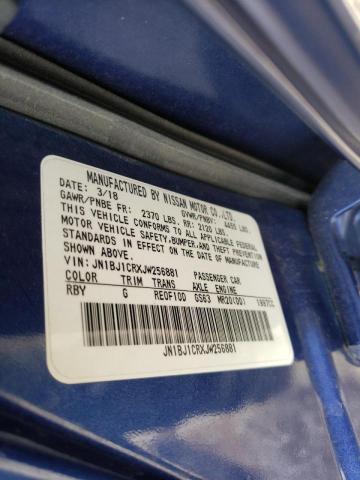 MANUFACTURED BY NISSAN MOTOR CO.,LTD.
DATE: 3/18 GVWR/PNBV: 4455 LBS.
GAWR/PNBE FR: 2370 LBS. RR: 2120 LBS.
THIS VEHICLE CONFORMS TO ALL APPLICABLE FEDERAL
MOTOR VEHICLE SAFETY, BUMPER, AND THEFT PREVENTION
STANDARDS IN EFFECT ON THE DATE OF MANUFACTURE
SHOWN ABOVE.
VIN: JN1BJ1CRXJW256881 PASSENGER CAR
COLOR TRIM TRANS AXLE ENGINE
RBY G RE0F10D GS63 MR20(DD) 1997CC
JN1BJ1CRXJW256881